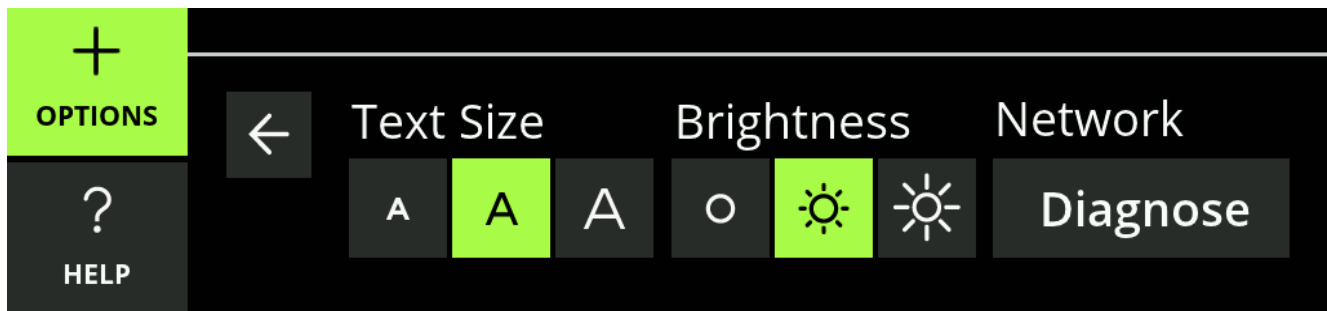 OPTIONS
HELP
Text Size
A A A
Brightness
Network
Diagnose